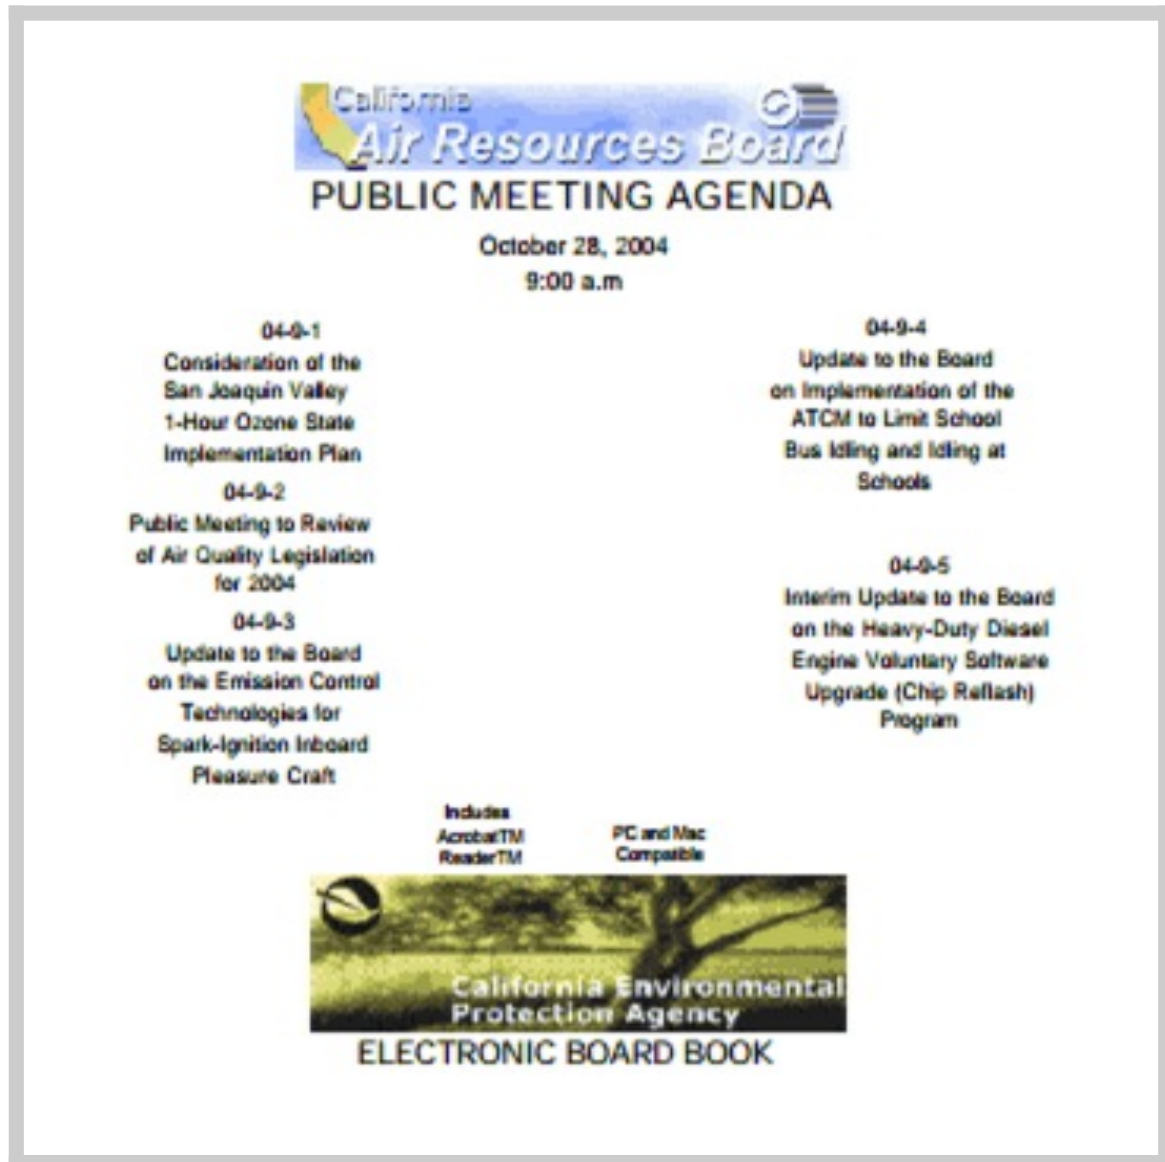 California
Air Resources Board
PUBLIC MEETING AGENDA
October 28, 2004
9:00 a.m
04-9-1
Consideration of the
San Joaquin Valley
1-Hour Ozone State
Implementation Plan
04-9-2
Public Meeting to Review
of Air Quality Legislation
for 2004
04-9-3
Update to the Board
on the Emission Control
Technologies for
Spark-Ignition Inboard
Pleasure Craft
04-9-4
Update to the Board
on Implementation of the
ATCM to Limit School
Bus Idling and Idling at
Schools
04-9-5
Interim Update to the Board
on the Heavy-Duty Diesel
Engine Voluntary Software
Upgrade (Chip Reflash)
Program
Includes
AcrobatTM
ReaderTM
PC and Mac
Compatible
California Environmental
Protection Agency
ELECTRONIC BOARD BOOK